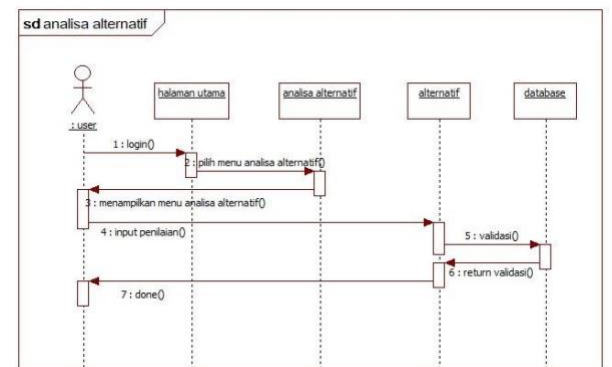 sd analisa alternatif
: user
halaman utama
analisa alternatif
alternatif
database
1 : login()
2 : pilih menu analisa alternatif()
3 : menampilkan menu analisa alternatif()
4 : input penilaian()
5 : validasi()
6 : return validasi()
7 : done()